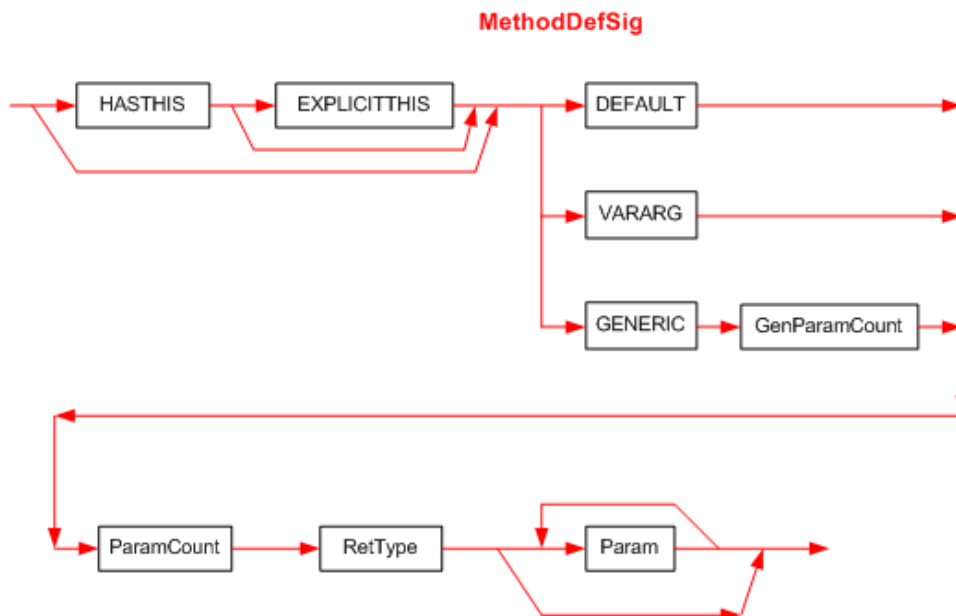 MethodDefSig
HASTHIS EXPLICITTHIS DEFAULT
VARARG
GENERIC GenParamCount
ParamCount RetType Param